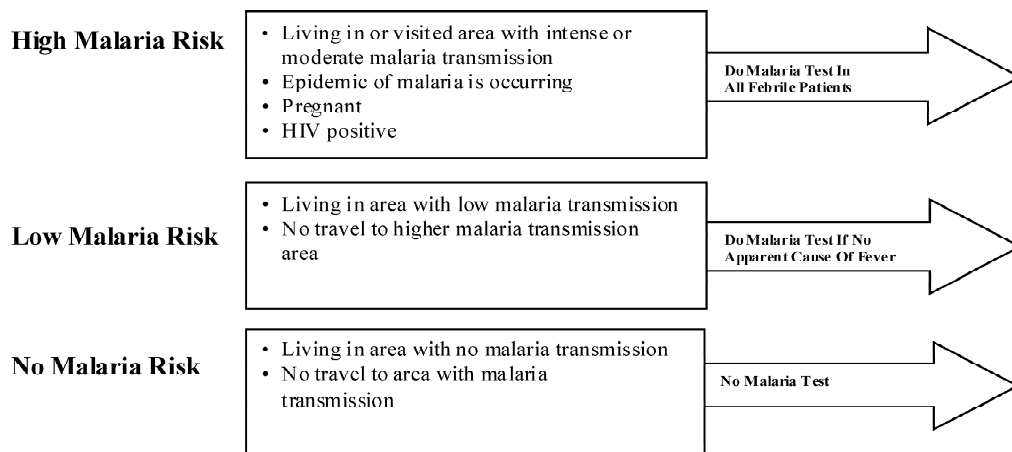 High Malaria Risk
• Living in or visited area with intense or
moderate malaria transmission
• Epidemic of malaria is occurring
• Pregnant
• HIV positive
Do Malaria Test In
All Febrile Patients
Low Malaria Risk
• Living in area with low malaria transmission
• No travel to higher malaria transmission
area
Do Malaria Test If No
Apparent Cause Of Fever
No Malaria Risk
• Living in area with no malaria transmission
• No travel to area with malaria
transmission
No Malaria Test